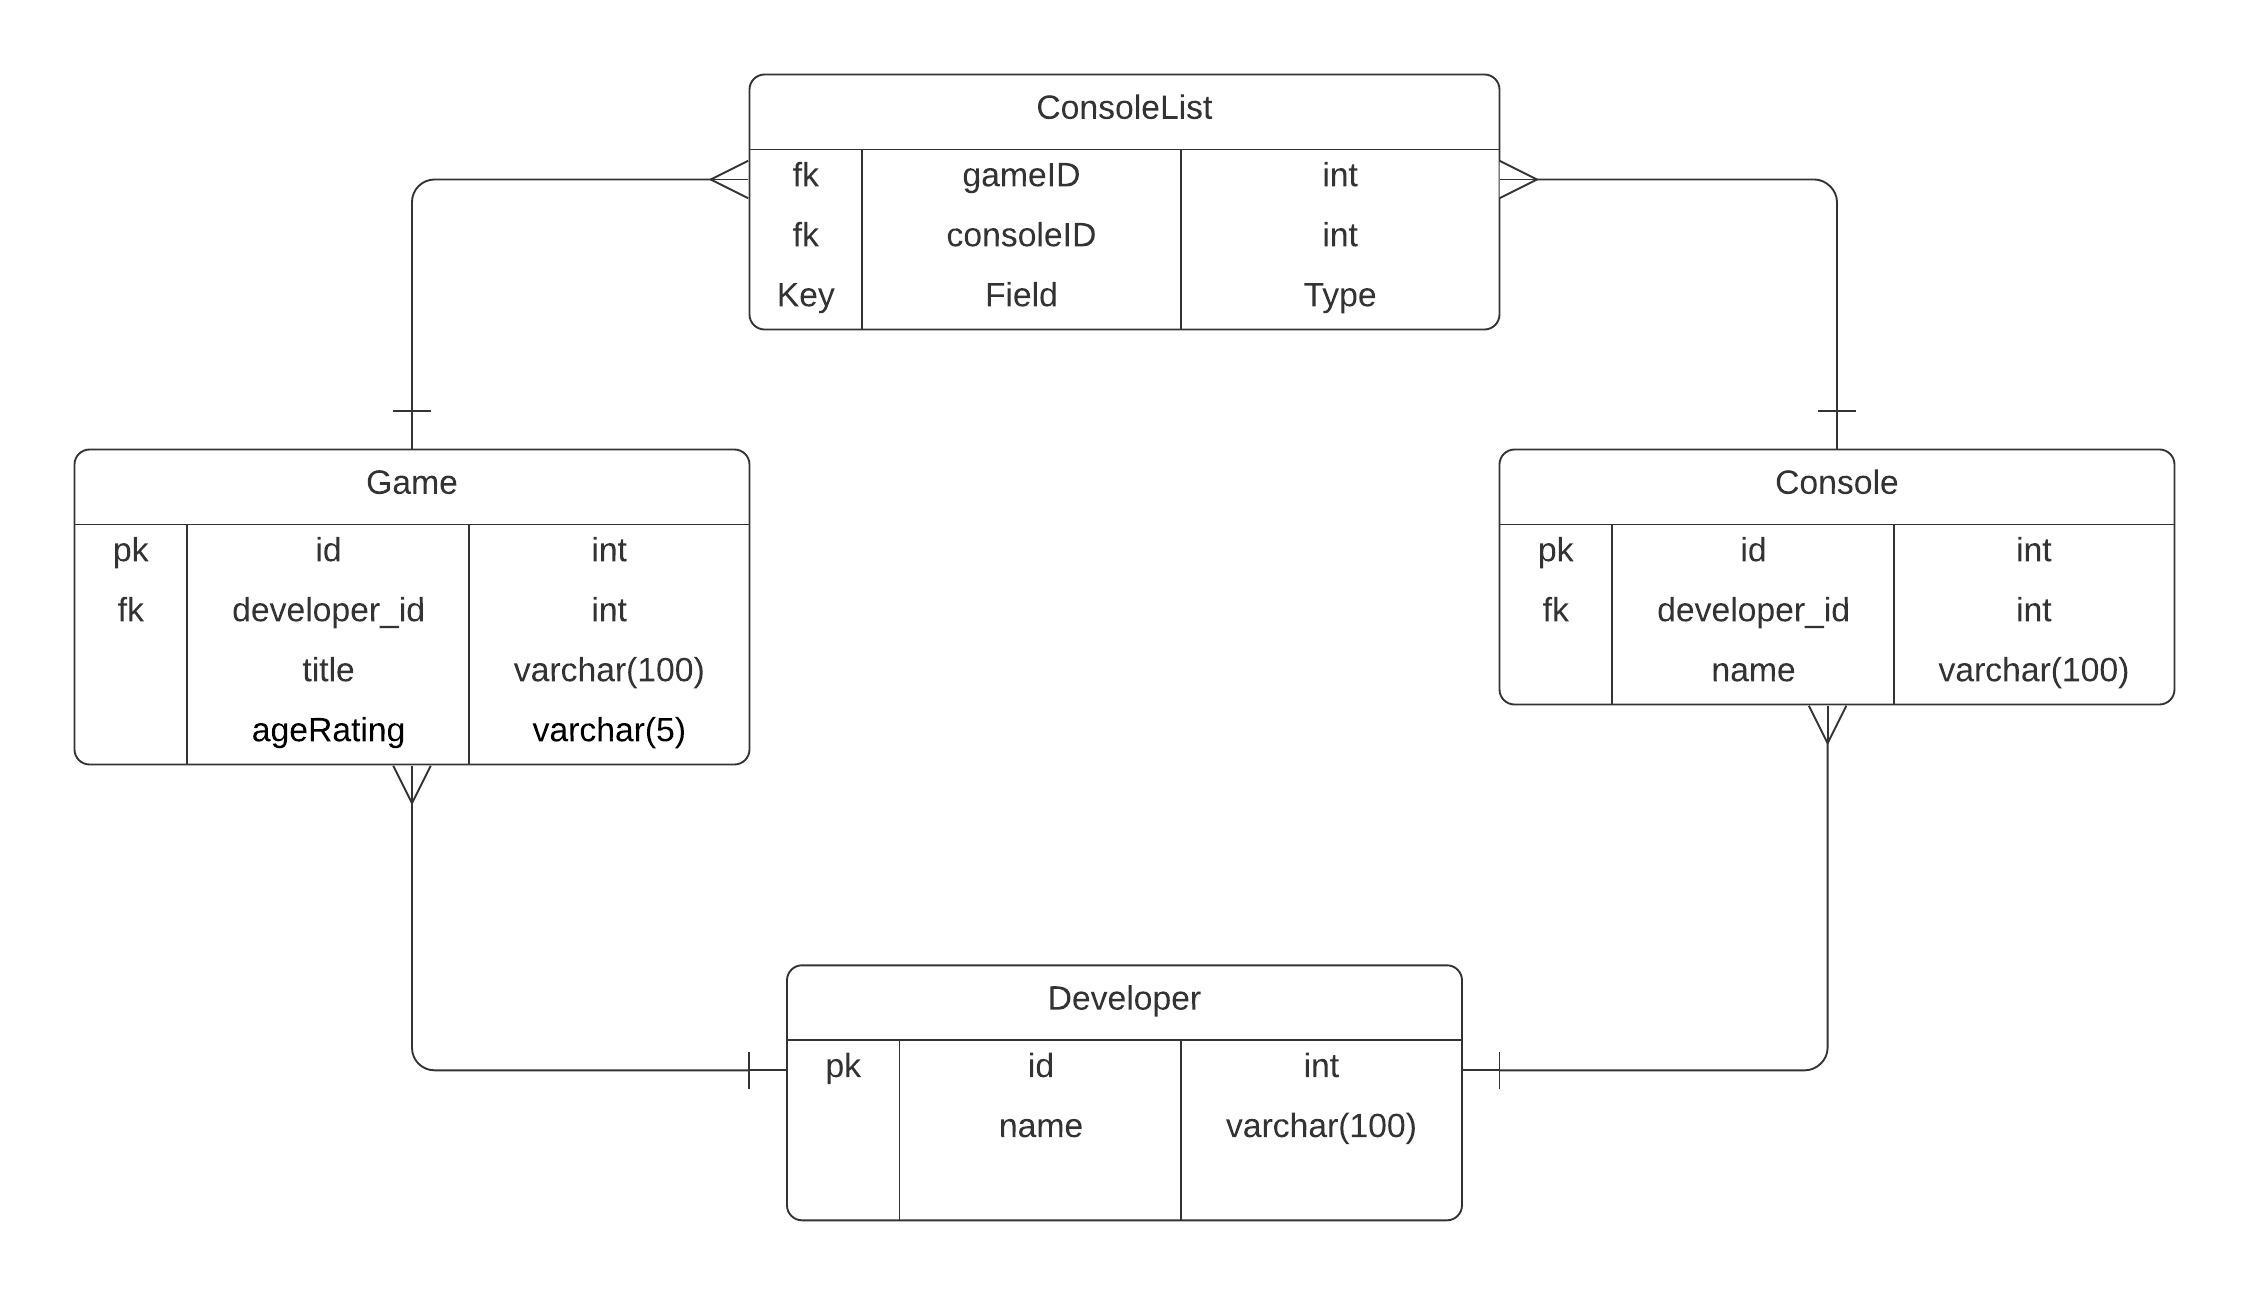 ConsoleList
fk gameID int
fk consoleID int
Key Field Type
Game
pk id int
fk developer_id int
title varchar(100)
ageRating varchar(5)
Console
pk id int
fk developer_id int
name varchar(100)
Developer
pk id int
name varchar(100)